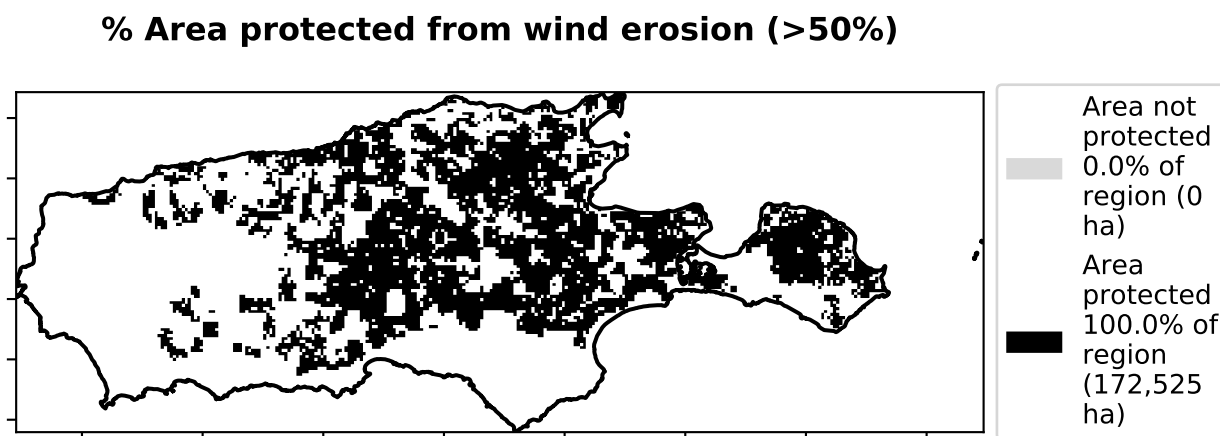 % Area protected from wind erosion (>50%)
Area not
protected
0.0% of
region (0
ha)
Area
protected
100.0% of
region
(172,525
ha)